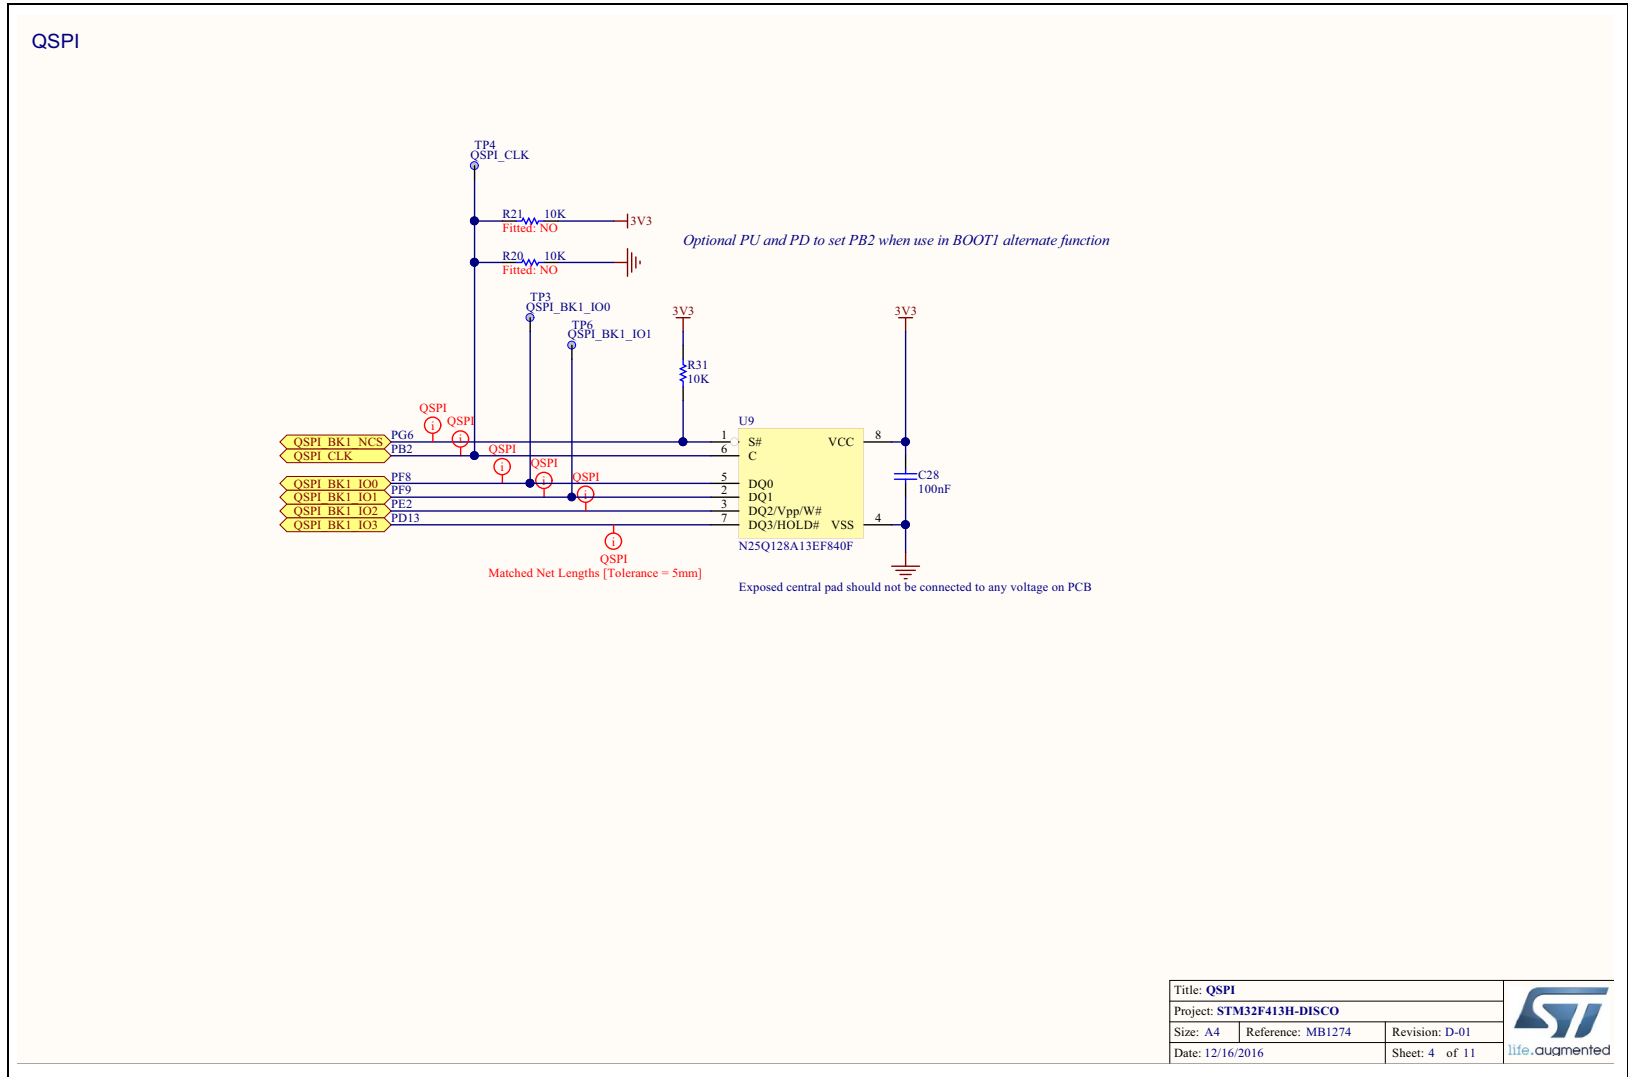 QSPI
TP4
QSPI_CLK
R21 10K
3V3
Fitted: NO
Optional PU and PD to set PB2 when use in BOOT1 alternate function
R20 10K
Fitted: NO
TP3
QSPI_BK1_IO0
TP6
QSPI_BK1_IO1
3V3
3V3
R31
10K
QSPI
QSPI
U9
QSPI_BK1_NCS PG6 1 S# VCC 8
QSPI_CLK PB2 6 C
QSPI
QSPI
QSPI
C28
100nF
QSPI_BK1_IO0 PF8 5 DQ0
QSPI_BK1_IO1 PF9 2 DQ1
QSPI_BK1_IO2 PE2 3 DQ2/Vpp/W#
QSPI_BK1_IO3 PD13 7 DQ3/HOLD# VSS 4
N25Q128A13EF840F
QSPI
Matched Net Lengths [Tolerance = 5mm]
Exposed central pad should not be connected to any voltage on PCB
Title: QSPI
Project: STM32F413H-DISCO
Size: A4 Reference: MB1274 Revision: D-01
Date: 12/16/2016 Sheet: 4 of 11
ST
life.augmented